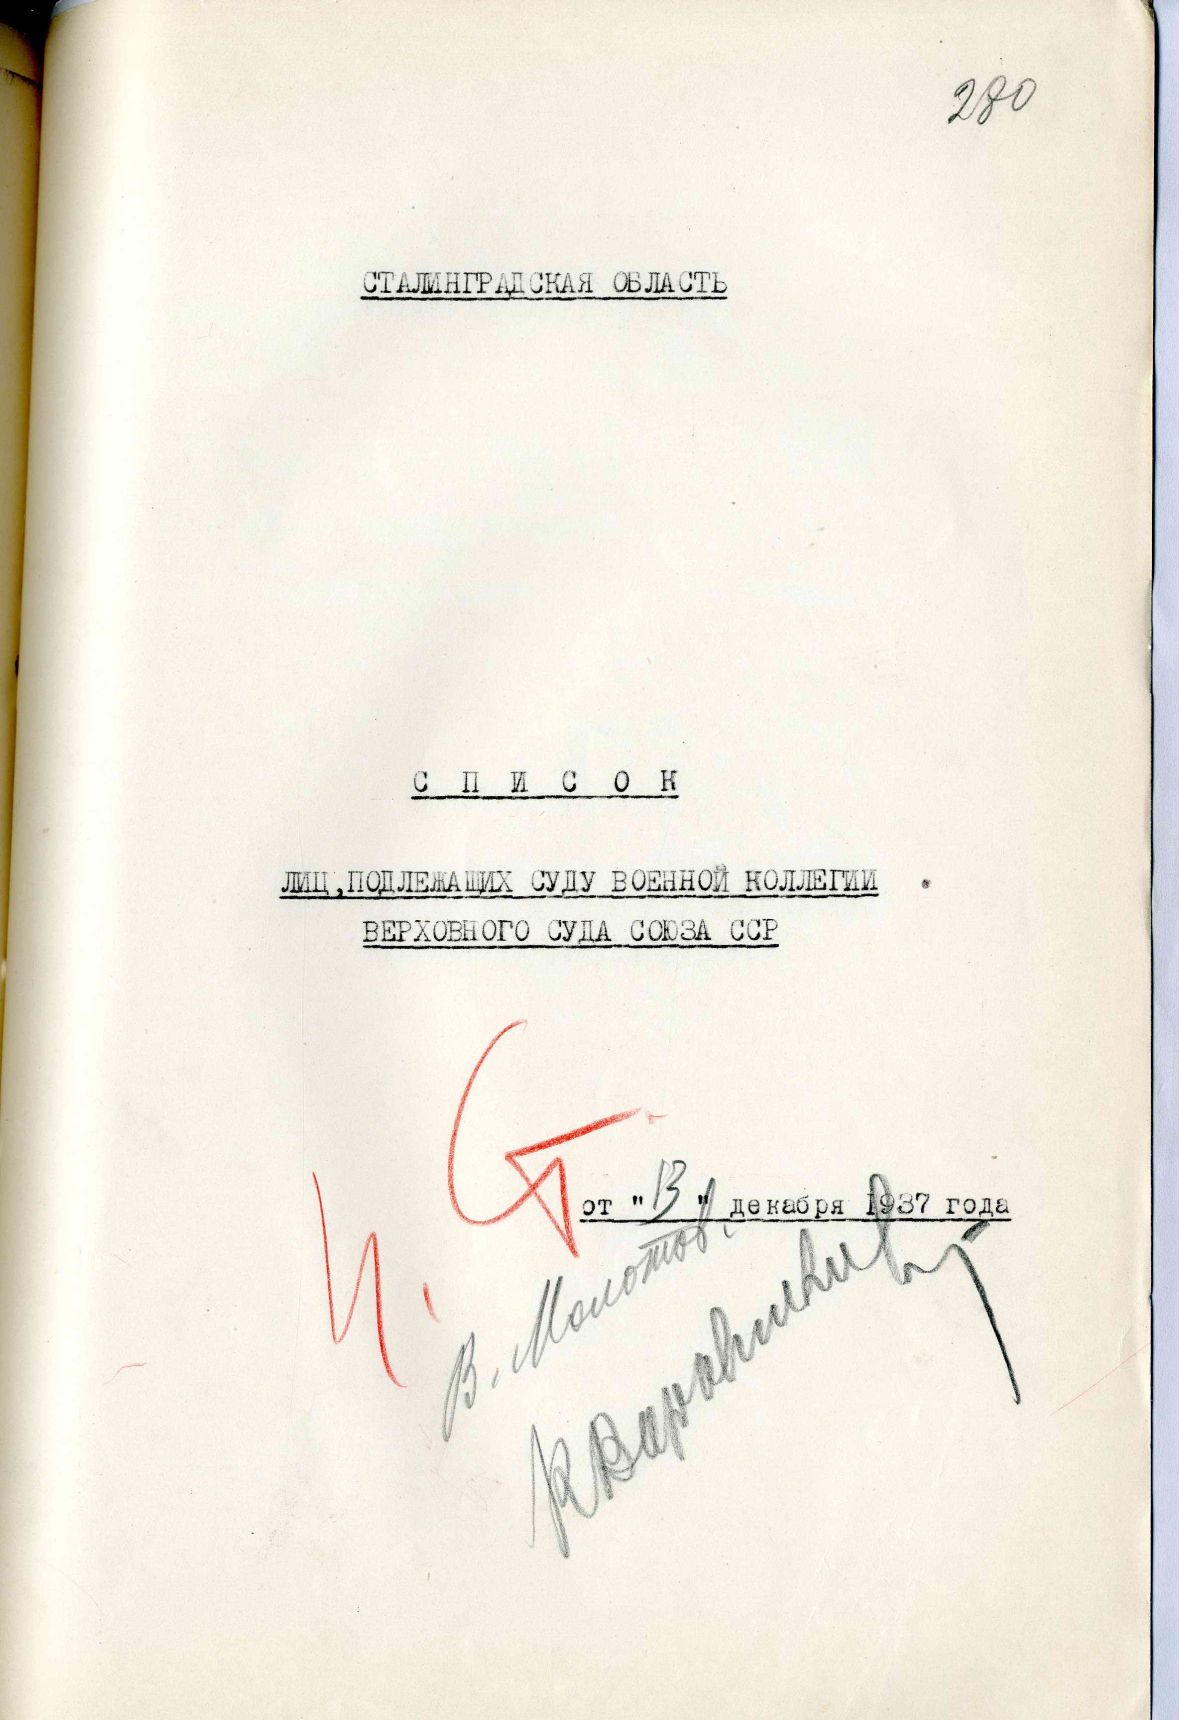 280
СТАЛИНГРАДСКАЯ ОБЛАСТЬ
С П И С О К
ЛИЦ, ПОДЛЕЖАЩИХ СУДУ ВОЕННОЙ КОЛЛЕГИИ
ВЕРХОВНОГО СУДА СОЮЗА ССР
И. Ст.
от "13" декабря 1937 года
В. Молотов.
К Ворошилов